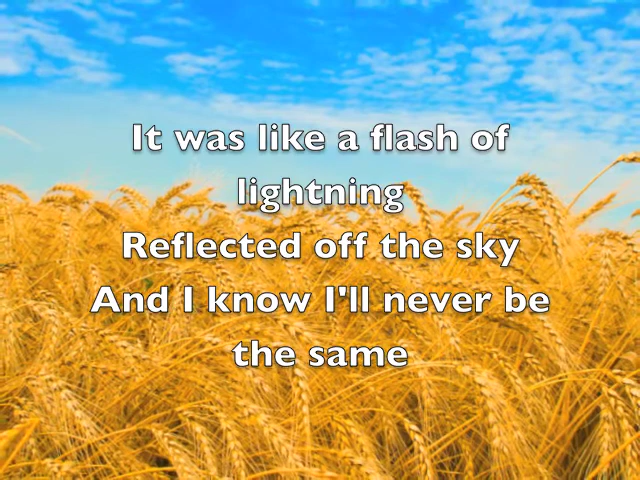 It was like a flash of
lightning
Reflected off the sky
And I know I'll never be
the same